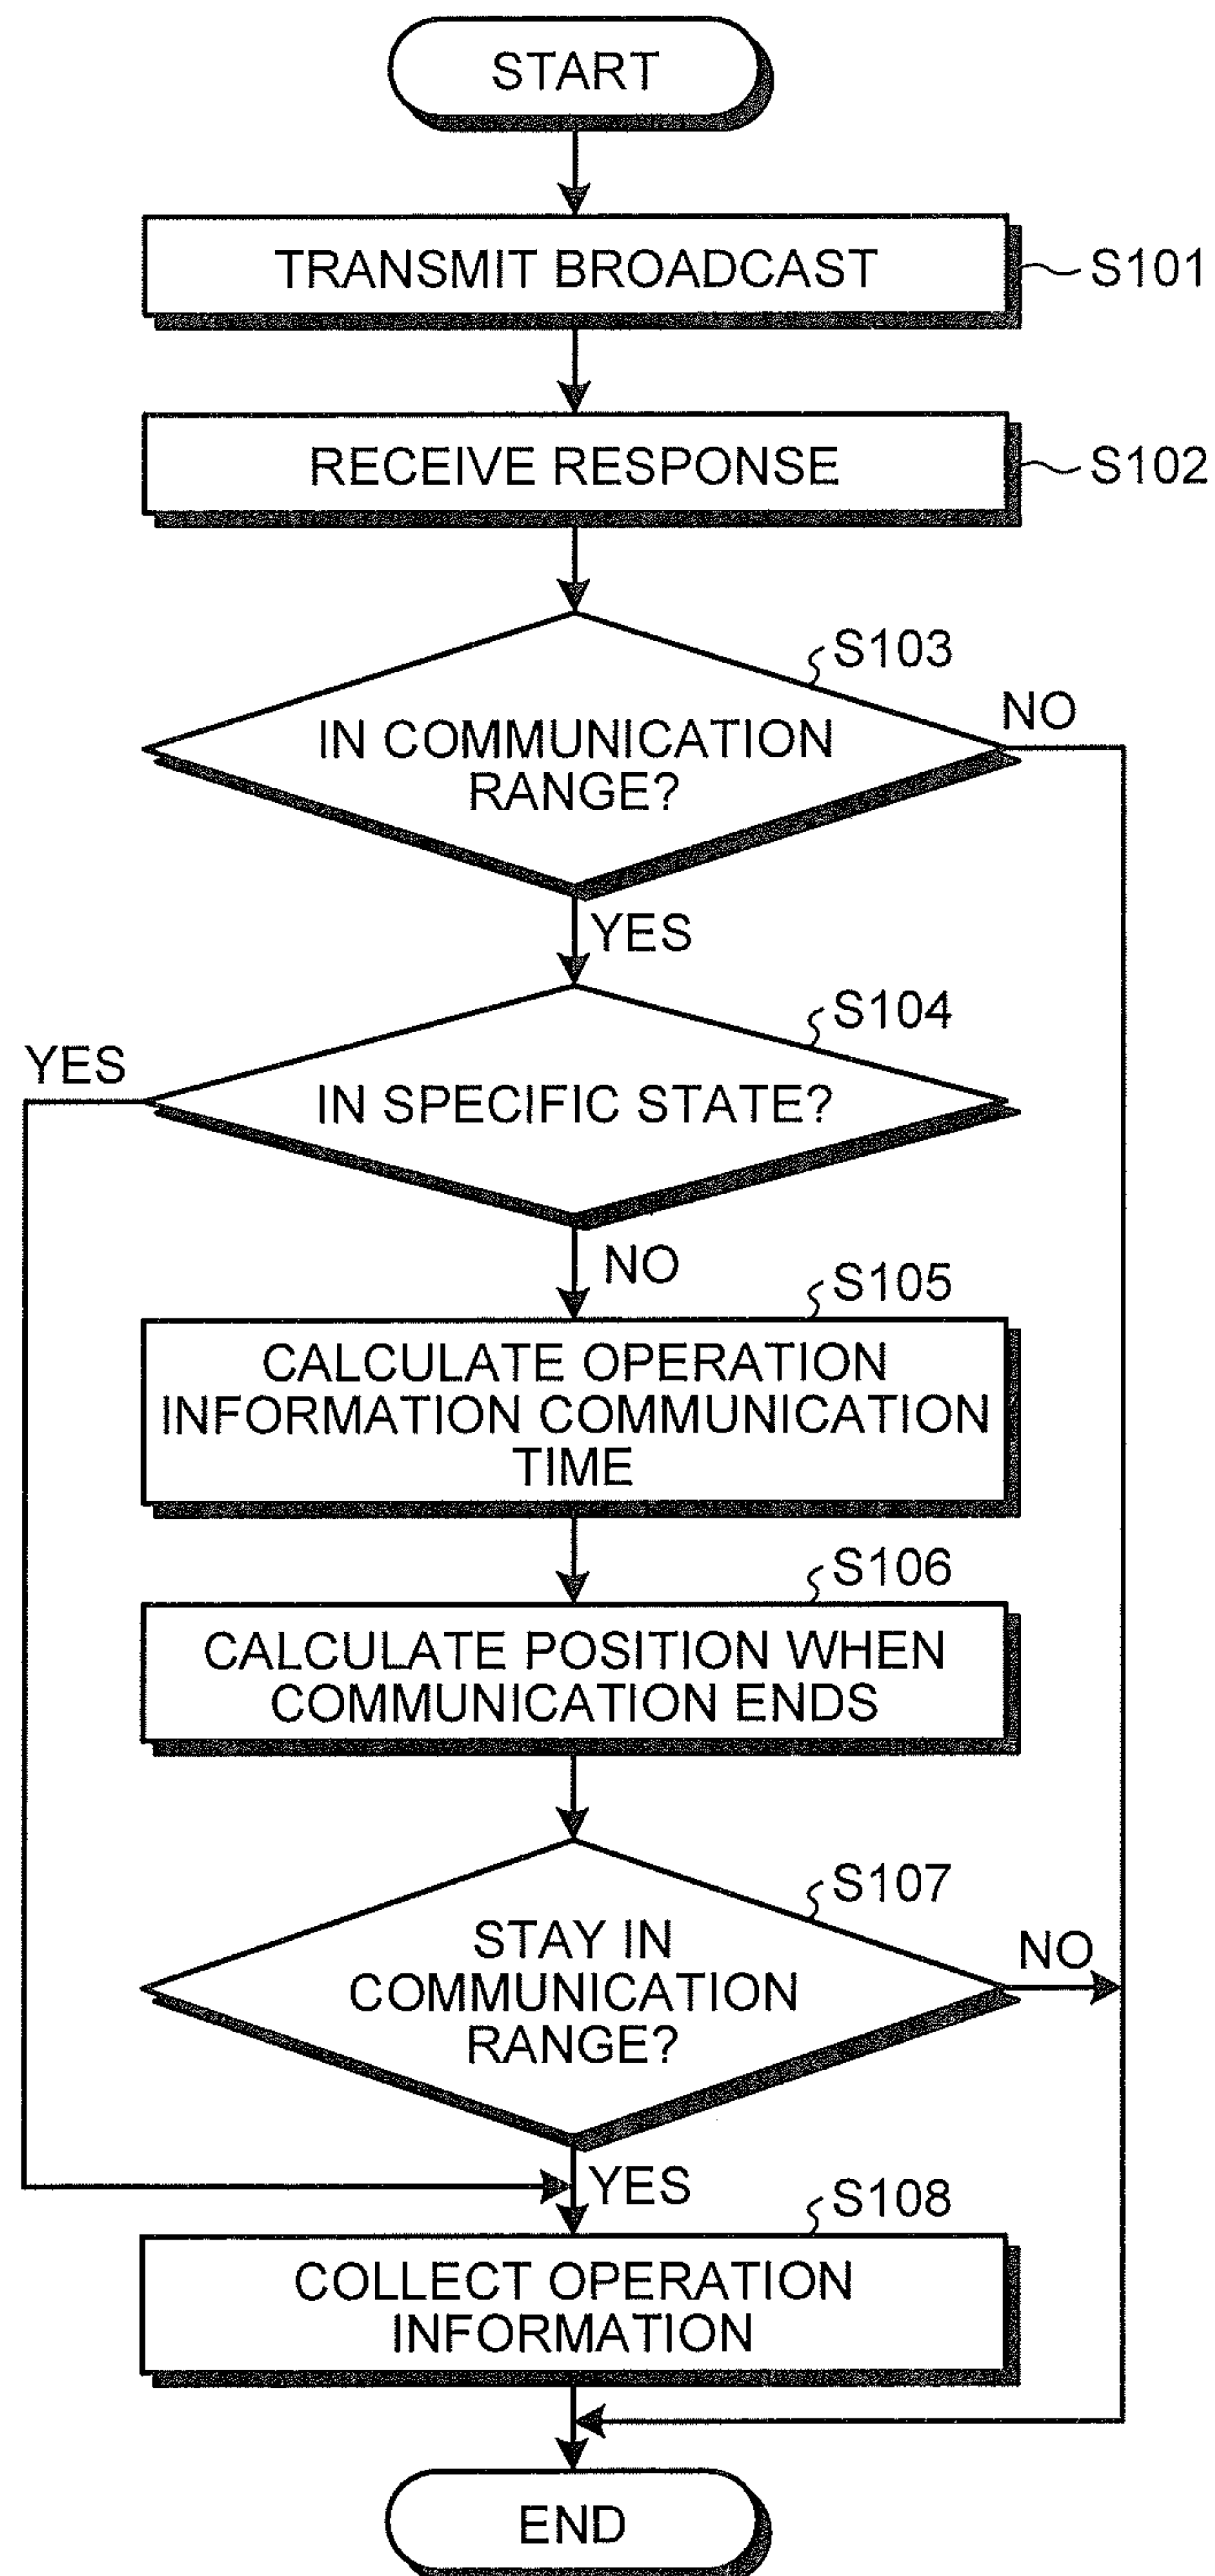 START
TRANSMIT BROADCAST
S101
RECEIVE RESPONSE
S102
S103
IN COMMUNICATION
RANGE?
NO
YES
S104
YES
IN SPECIFIC STATE?
NO
S105
CALCULATE OPERATION
INFORMATION COMMUNICATION
TIME
S106
CALCULATE POSITION WHEN
COMMUNICATION ENDS
S107
STAY IN
COMMUNICATION
RANGE?
NO
YES
S108
COLLECT OPERATION
INFORMATION
END